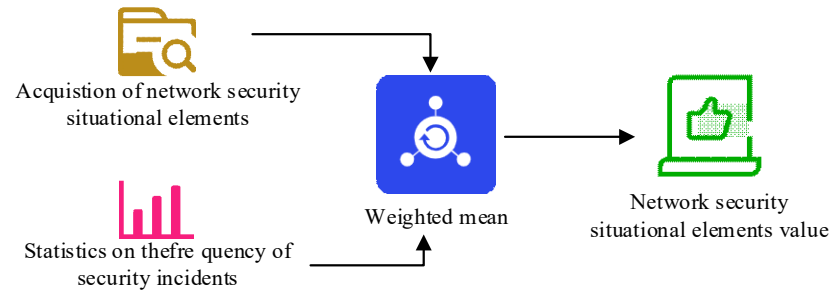 Acquistion of network security
situational elements
Statistics on thefre quency of
security incidents
Weighted mean
Network security
situational elements value